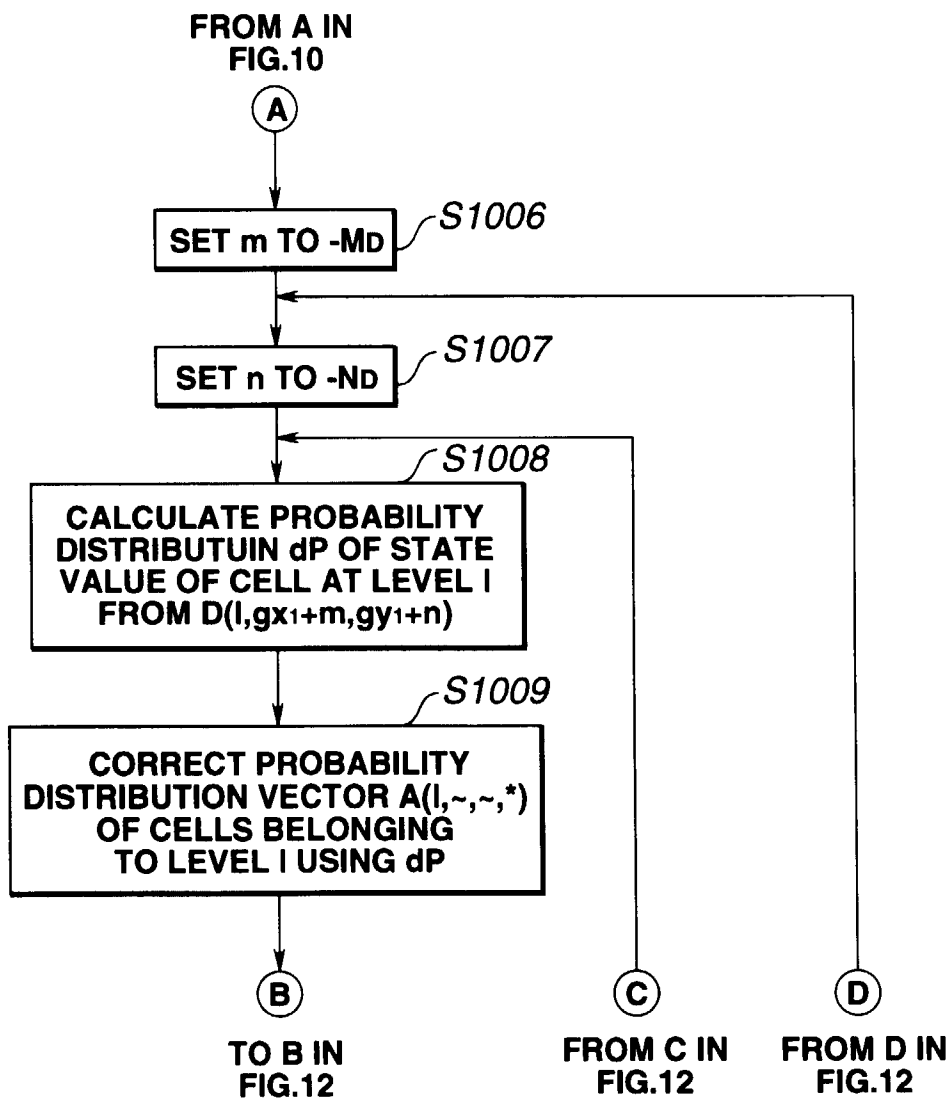 FROM A IN
FIG.10
A
S1006
SET m TO -MD
S1007
SET n TO -ND
S1008
CALCULATE PROBABILITY
DISTRIBUTUIN dP OF STATE
VALUE OF CELL AT LEVEL l
FROM D(l,gx1+m,gy1+n)
S1009
CORRECT PROBABILITY
DISTRIBUTION VECTOR A(l,~,~,*)
OF CELLS BELONGING
TO LEVEL l USING dP
B
C
D
TO B IN
FIG.12
FROM C IN
FIG.12
FROM D IN
FIG.12